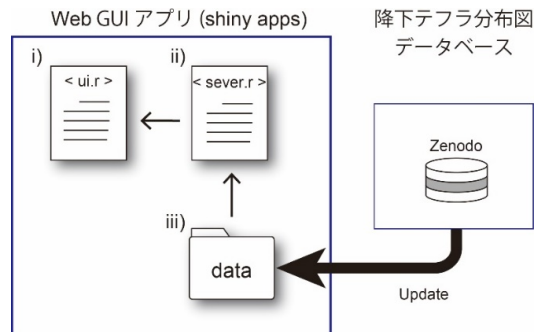 Web GUI アプリ (shiny apps)
降下テフラ分布図
データベース
i)
< ui.r >
ii)
< sever.r >
iii)
data
Zenodo
Update